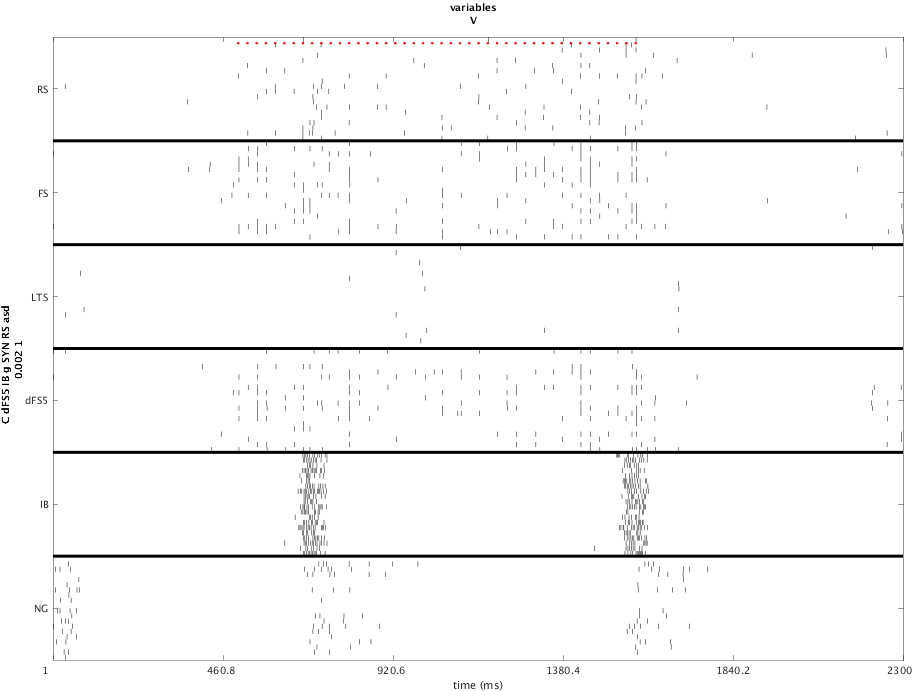 variables
V
RS
FS
LTS
dFS5
IB
NG
C dFS5 IB g SYN RS asd
0.002 1
1 460.8 920.6 1380.4 1840.2 2300
time (ms)